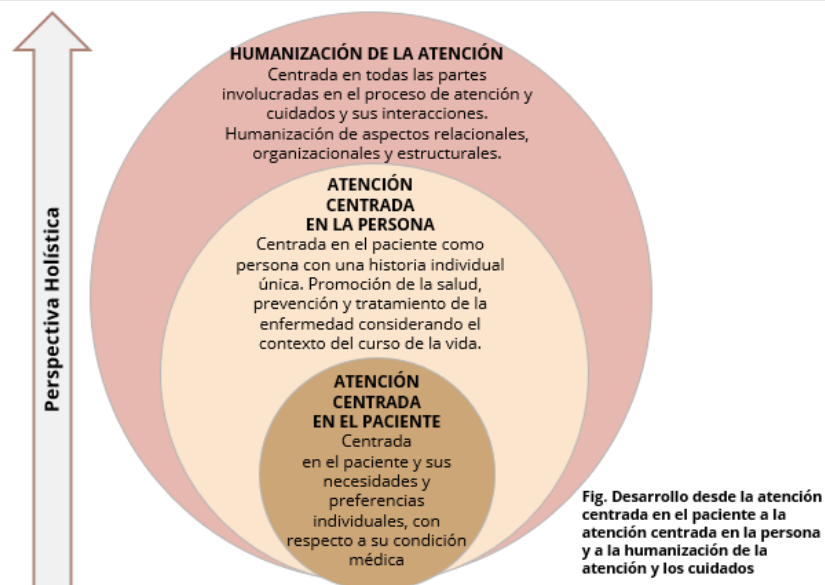 Perspectiva Holística
HUMANIZACIÓN DE LA ATENCIÓN
Centrada en todas las partes
involucradas en el proceso de atención y
cuidados y sus interacciones.
Humanización de aspectos relacionales,
organizacionales y estructurales.
ATENCIÓN
CENTRADA
EN LA PERSONA
Centrada en el paciente como
persona con una historia individual
única. Promoción de la salud,
prevención y tratamiento de la
enfermedad considerando el
contexto del curso de la vida.
ATENCIÓN
CENTRADA
EN EL PACIENTE
Centrada
en el paciente y sus
necesidades y
preferencias
individuales, con
respecto a su condición
médica
Fig. Desarrollo desde la atención
centrada en el paciente a la
atención centrada en la persona
y a la humanización de la
atención y los cuidados